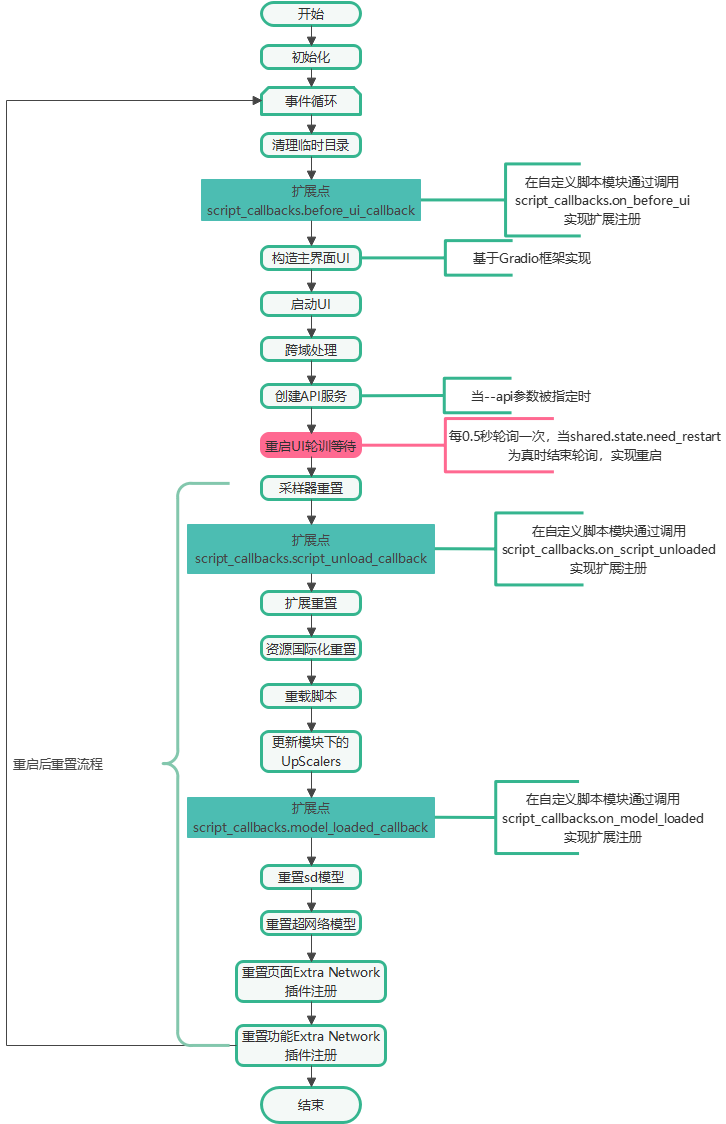 开始
初始化
事件循环
清理临时目录
扩展点
script_callbacks.before_ui_callback
在自定义脚本模块通过调用
script_callbacks.on_before_ui
实现扩展注册
构造主界面UI
基于Gradio框架实现
启动UI
跨域处理
创建API服务
当--api参数被指定时
重启UI轮训等待
每0.5秒轮询一次，当shared.state.need_restart
为真时结束轮询，实现重启
采样器重置
扩展点
script_callbacks.script_unload_callback
在自定义脚本模块通过调用
script_callbacks.on_script_unloaded
实现扩展注册
扩展重置
资源国际化重置
重载脚本
更新模块下的
UpScalers
重启后重置流程
扩展点
script_callbacks.model_loaded_callback
在自定义脚本模块通过调用
script_callbacks.on_model_loaded
实现扩展注册
重置sd模型
重置超网络模型
重置页面Extra Network
插件注册
重置功能Extra Network
插件注册
结束